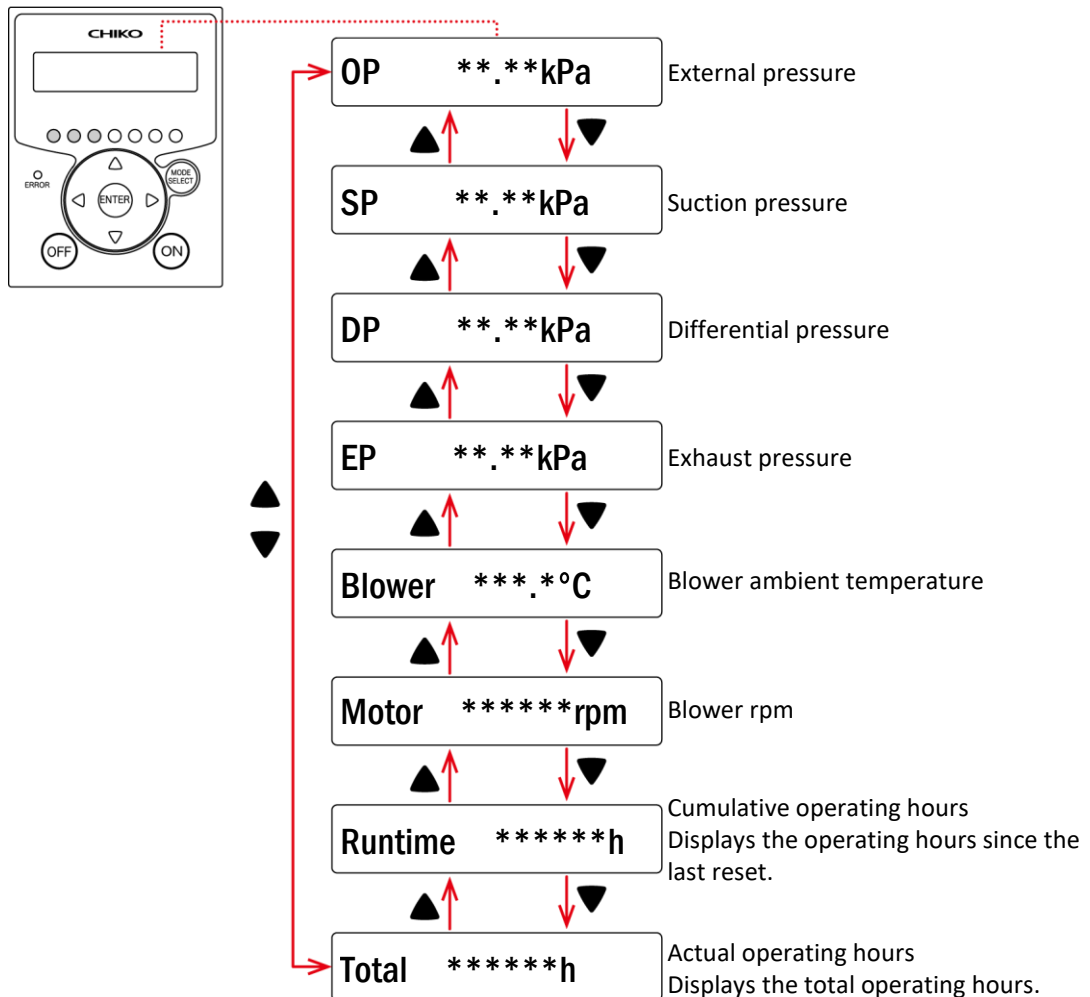 CHIKO
ERROR
MODE
SELECT
ENTER
OFF
ON
OP **.**kPa
External pressure
SP **.**kPa
Suction pressure
DP **.**kPa
Differential pressure
EP **.**kPa
Exhaust pressure
Blower ***.*°C
Blower ambient temperature
Motor ******rpm
Blower rpm
Runtime ******h
Cumulative operating hours
Displays the operating hours since the
last reset.
Total ******h
Actual operating hours
Displays the total operating hours.